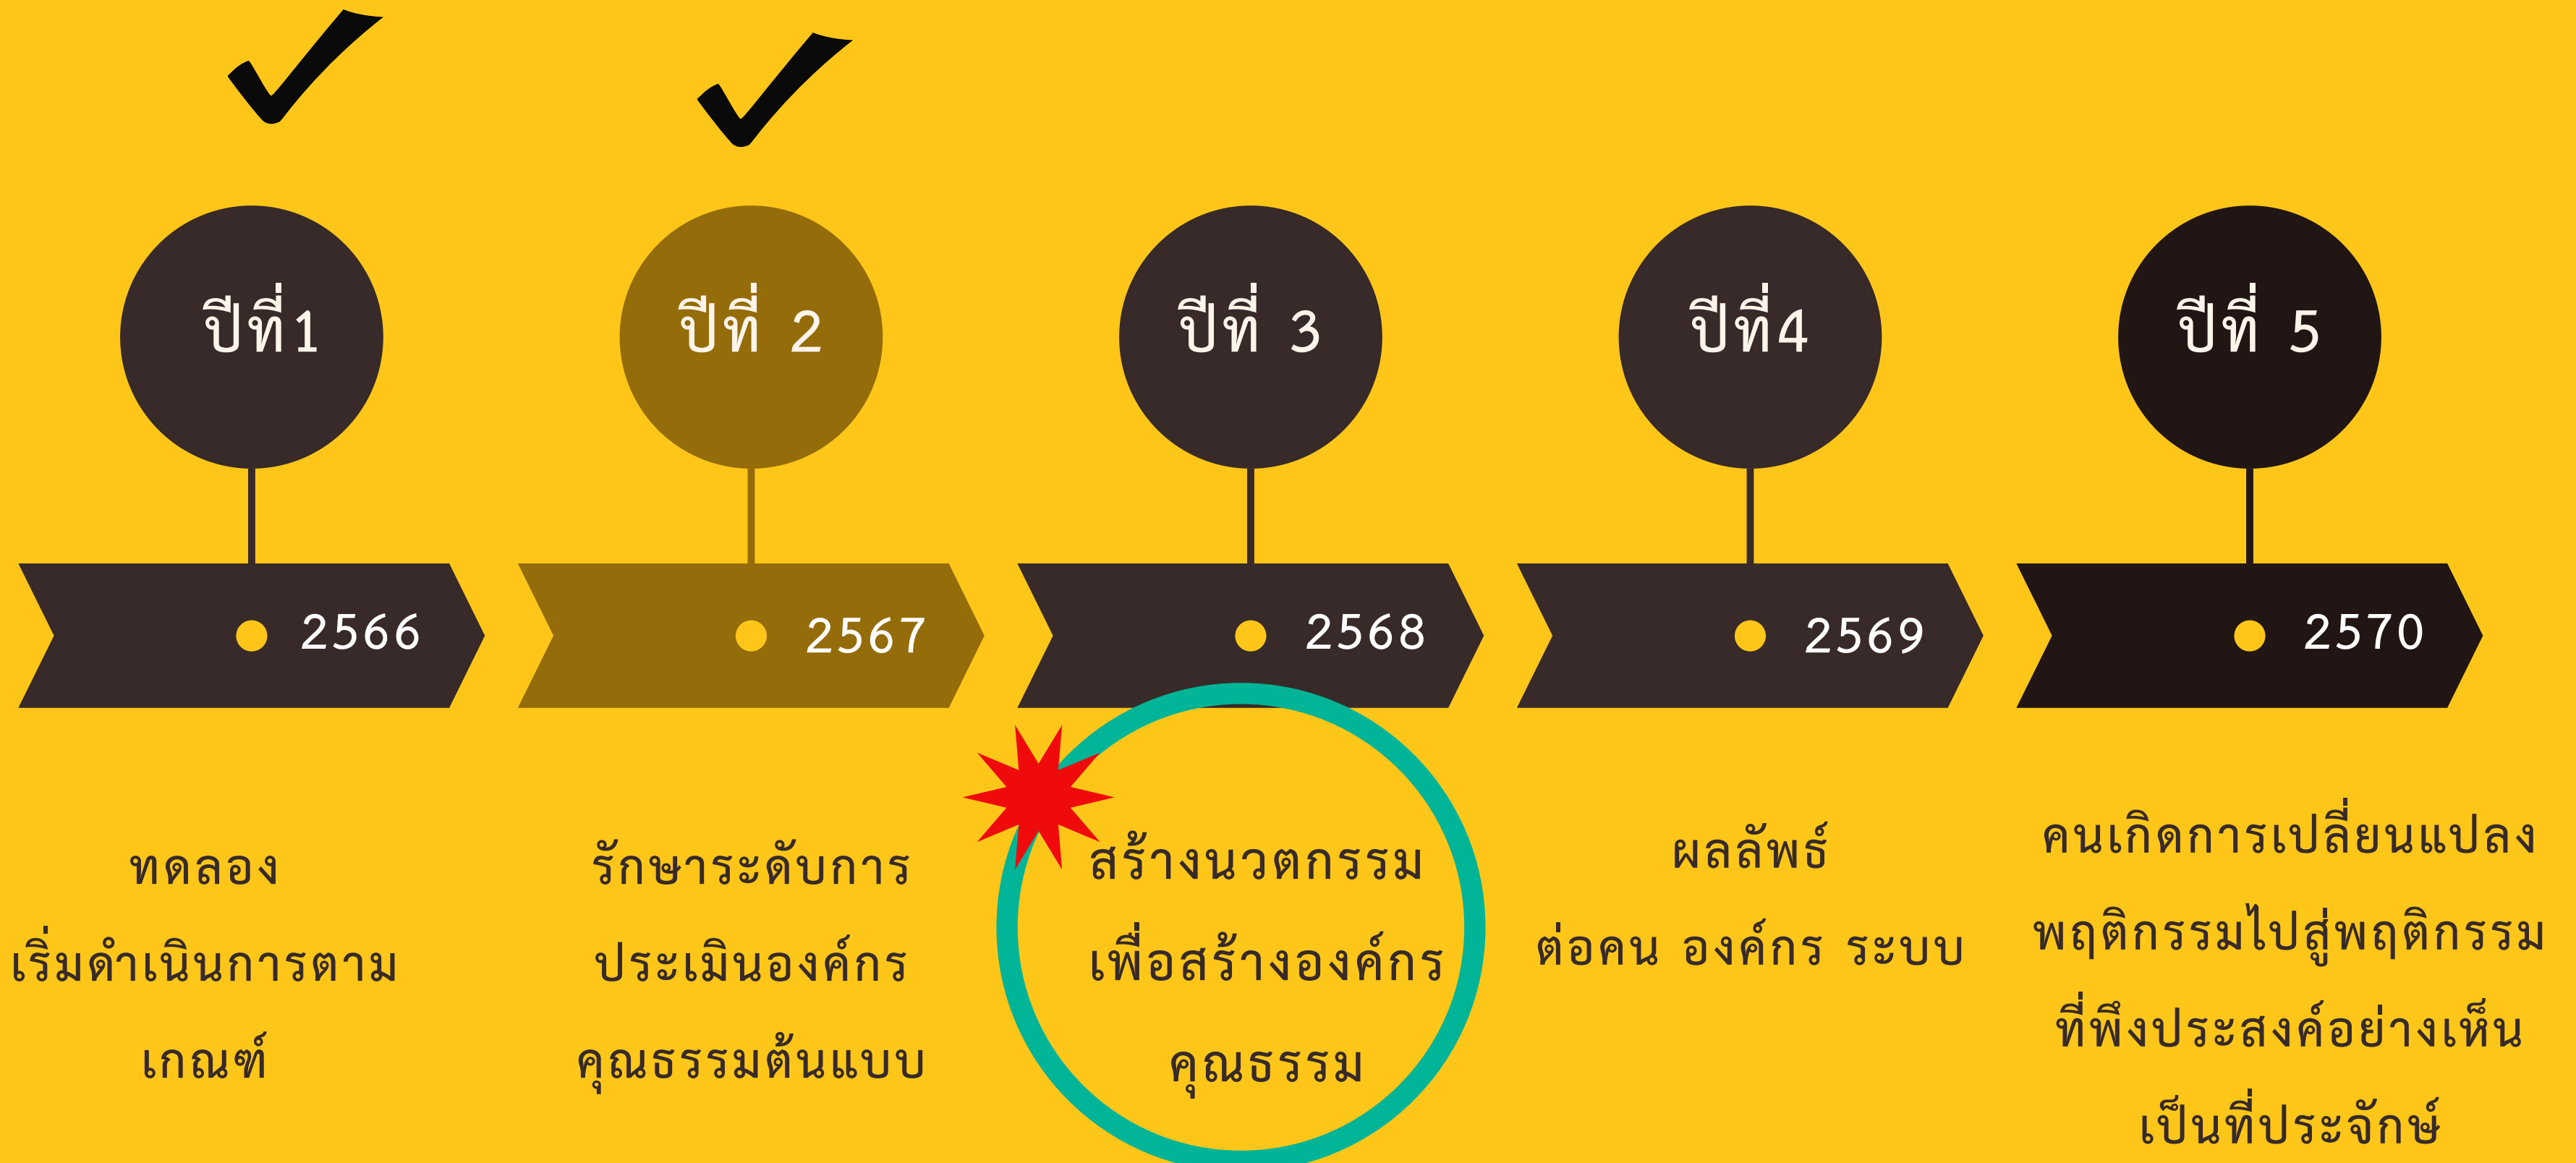 ปีที่1
ปีที่ 2
ปีที่ 3
ปีที่4
ปีที่ 5
2566
2567
2568
2569
2570
ทดลอง
เริ่มดำเนินการตาม
เกณฑ์
รักษาระดับการ
ประเมินองค์กร
คุณธรรมต้นแบบ
สร้างนวตกรรม
เพื่อสร้างองค์กร
คุณธรรม
ผลลัพธ์
ต่อคน องค์กร ระบบ
คนเกิดการเปลี่ยนแปลง
พฤติกรรมไปสู่พฤติกรรม
ที่พึงประสงค์อย่างเห็น
เป็นที่ประจักษ์